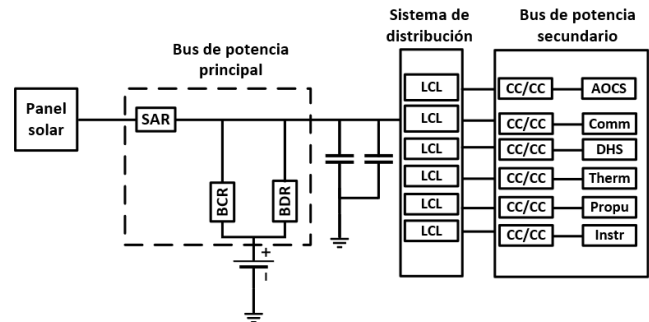 Sistema de
distribución
Bus de potencia
secundario
Bus de potencia
principal
Panel
solar
SAR
BCR
BDR
+
LCL
CC/CC
AOCS
LCL
CC/CC
Comm
LCL
CC/CC
DHS
LCL
CC/CC
Therm
LCL
CC/CC
Propu
LCL
CC/CC
Instr